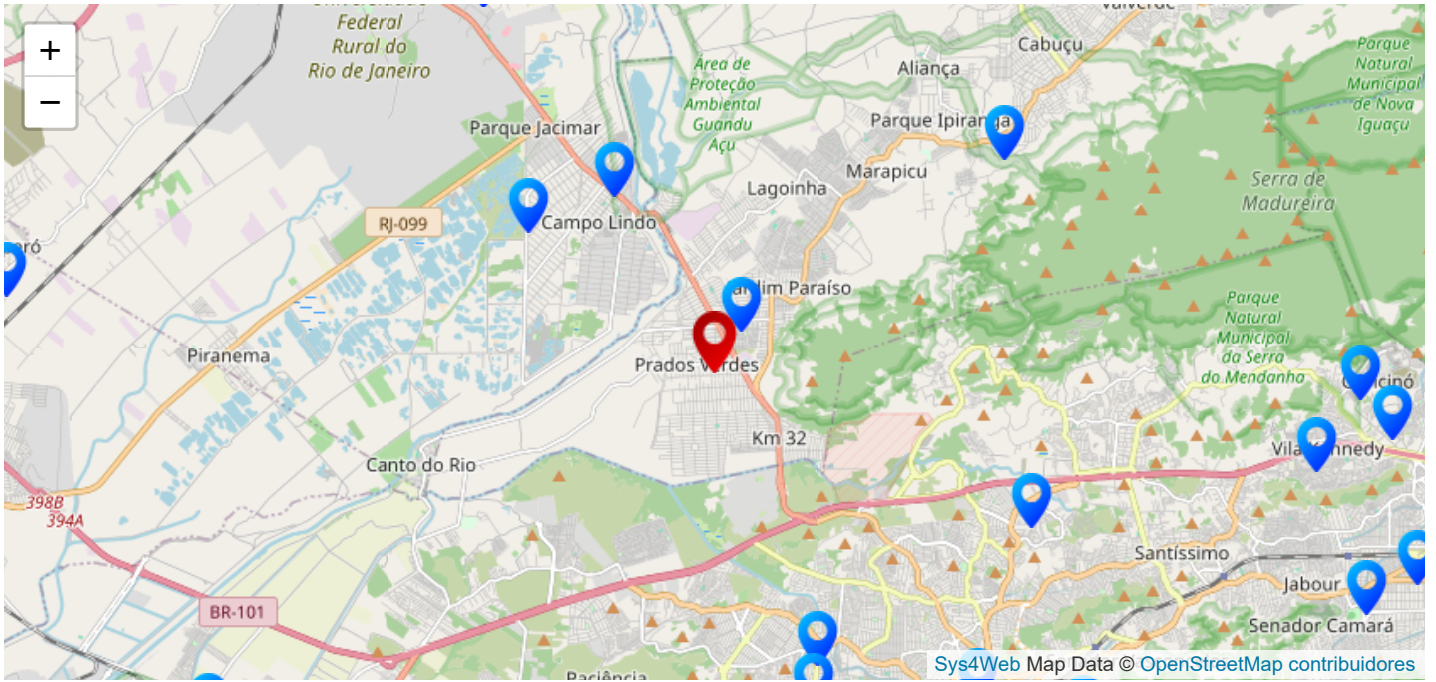 +
−
Universidade
Federal
Rural do
Rio de Janeiro
Valverde
Cabuçu
Aliança
Parque
Natural
Municipal
de Nova
Iguaçu
Área de
Proteção
Ambiental
Guandu
Açu
Parque Jacimar
Parque Ipiranga
Marapicu
Lagoinha
Serra de
Madureira
RJ-099
Campo Lindo
Jardim Paraíso
Parque
Natural
Municipal
da Serra
do Mendanha
Piranema
Prados Verdes
Km 32
Vila Kennedy
Canto do Rio
398B
394A
Santíssimo
Jabour
BR-101
Senador Camará
Paciência
Sys4Web Map Data © OpenStreetMap contribuidores